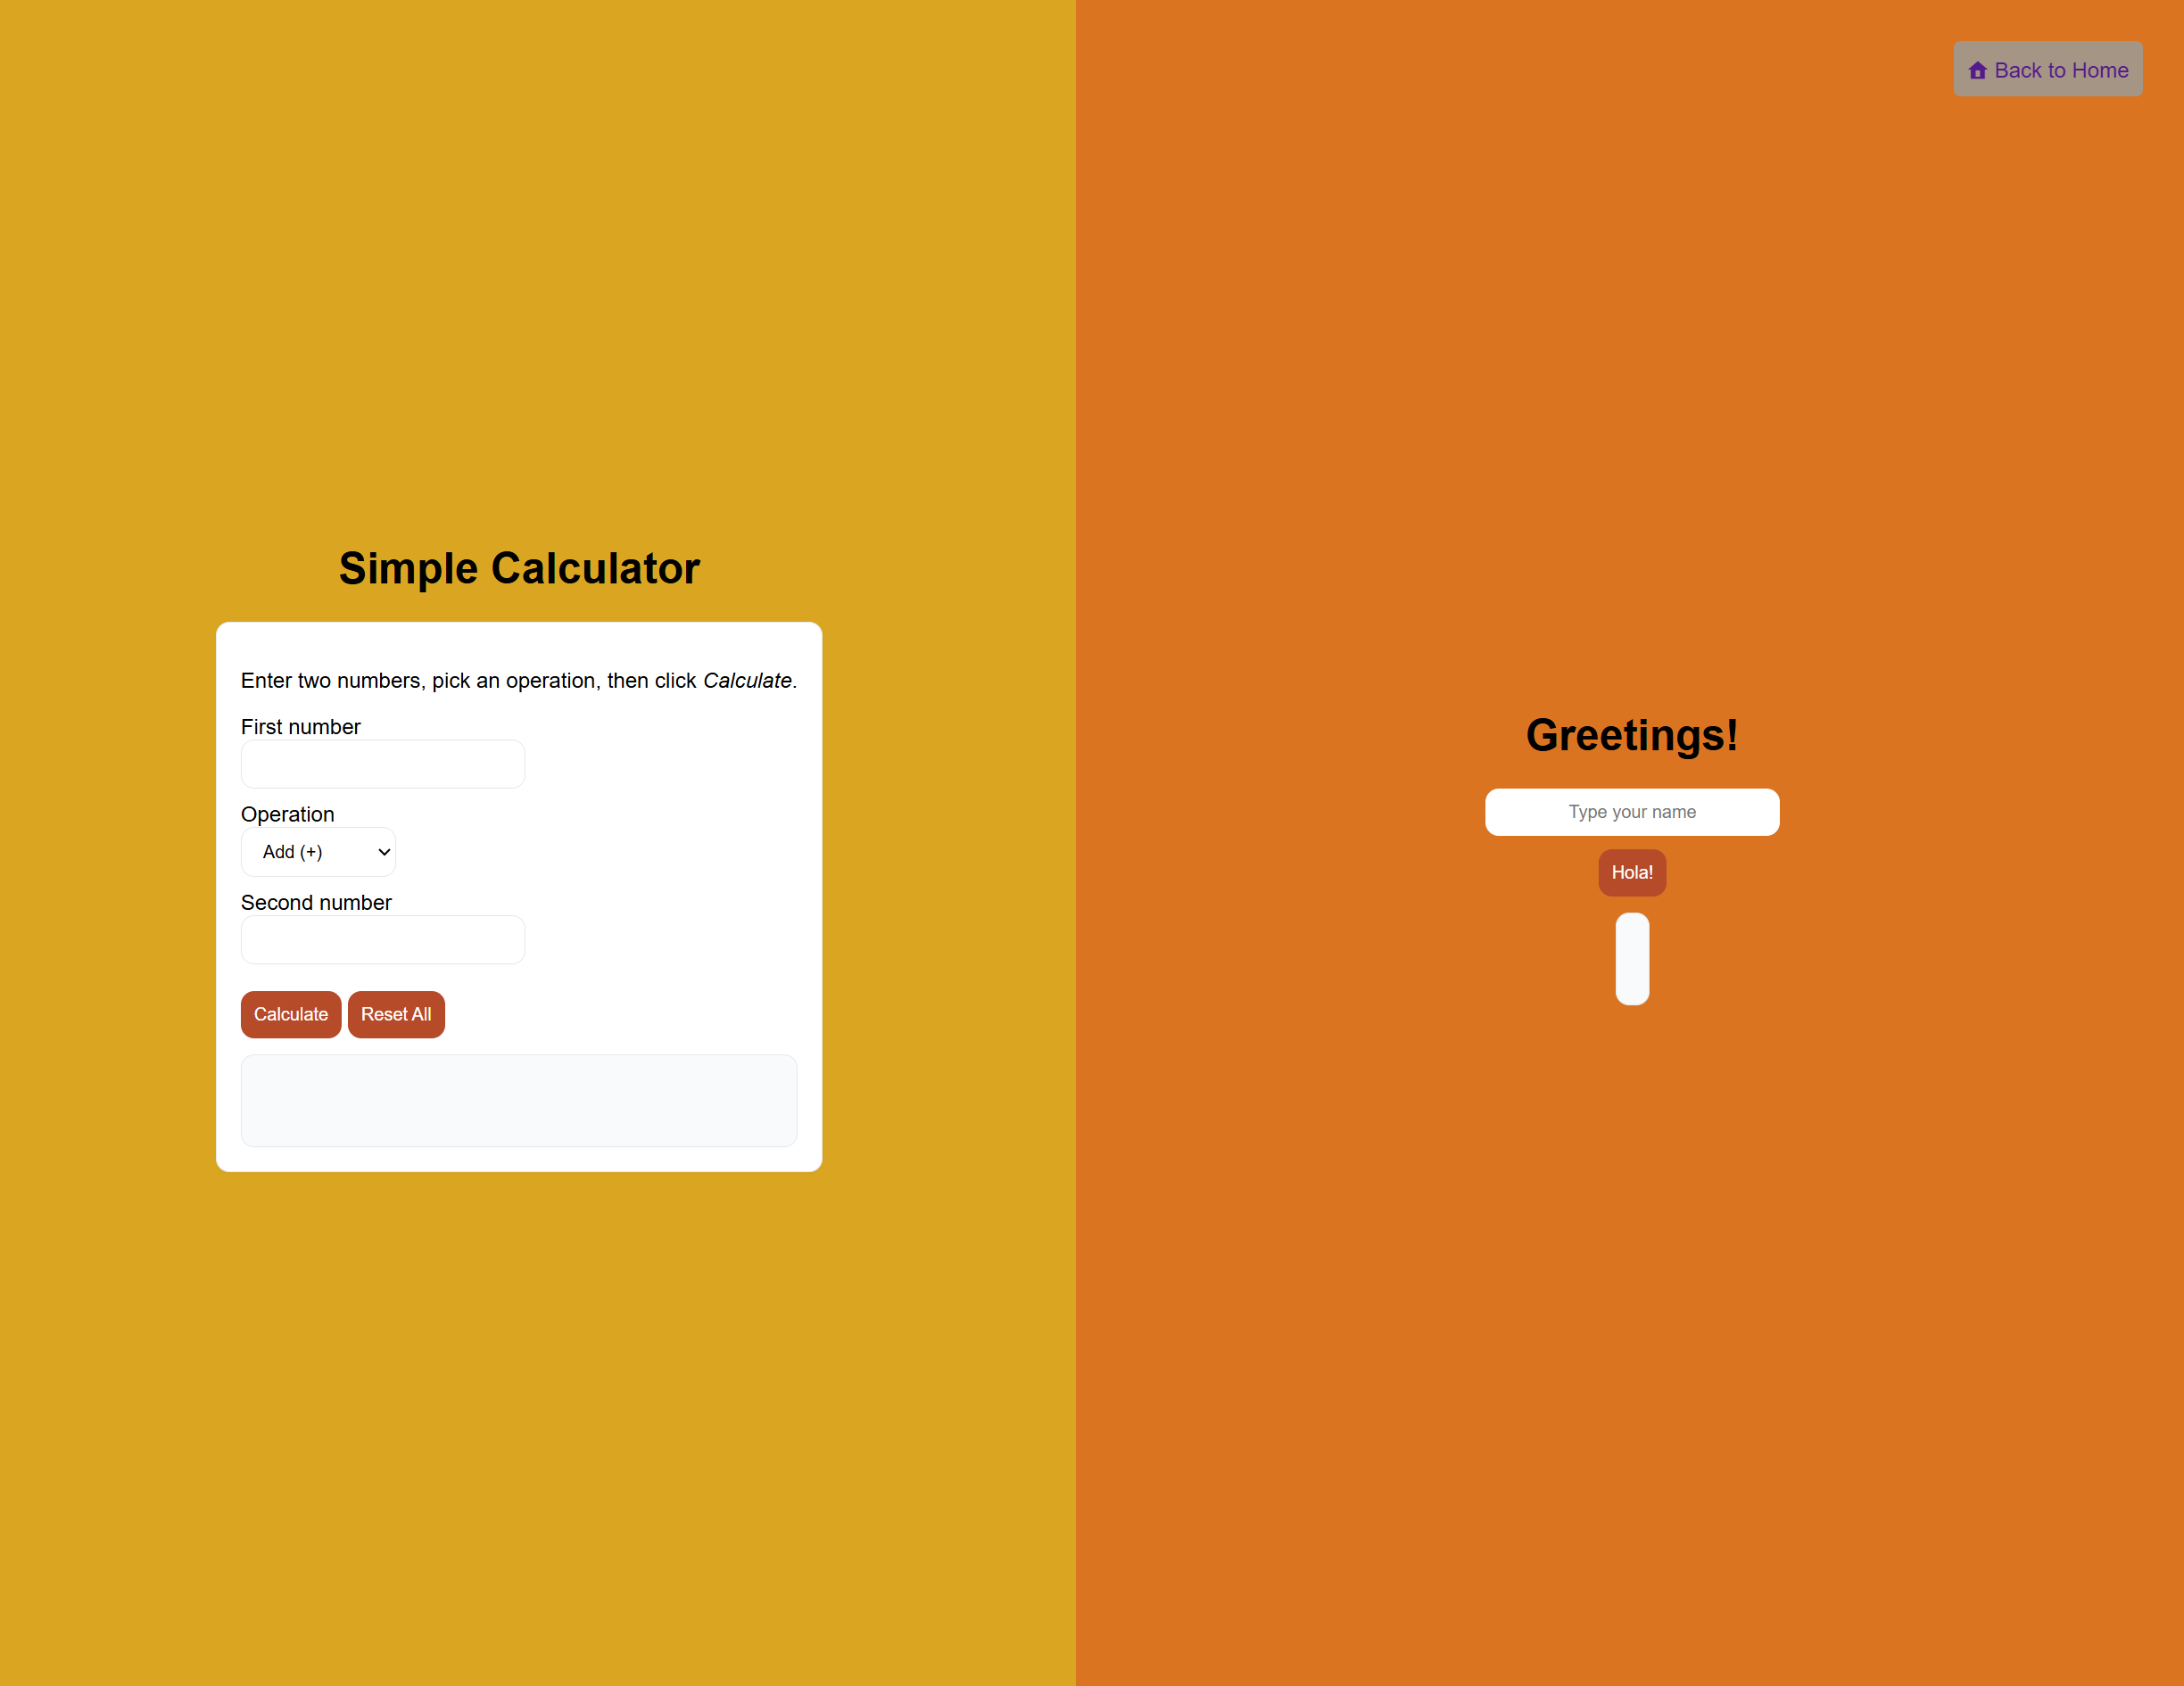 Back to Home
Simple Calculator
Enter two numbers, pick an operation, then click Calculate.
First number
Operation
Add (+)
Second number
Calculate
Reset All
Greetings!
Type your name
Hola!